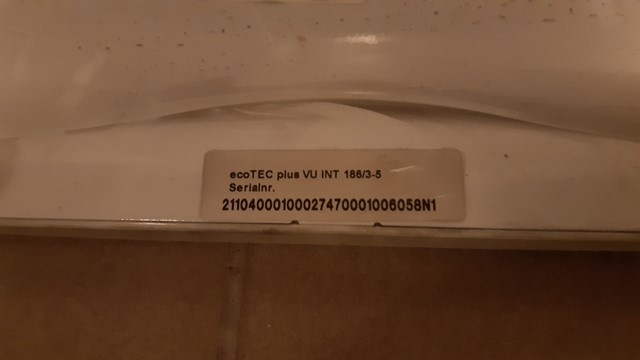 ecoTEC plus VU INT 186/3-5
Serialnr.
21104000100027470001006058N1